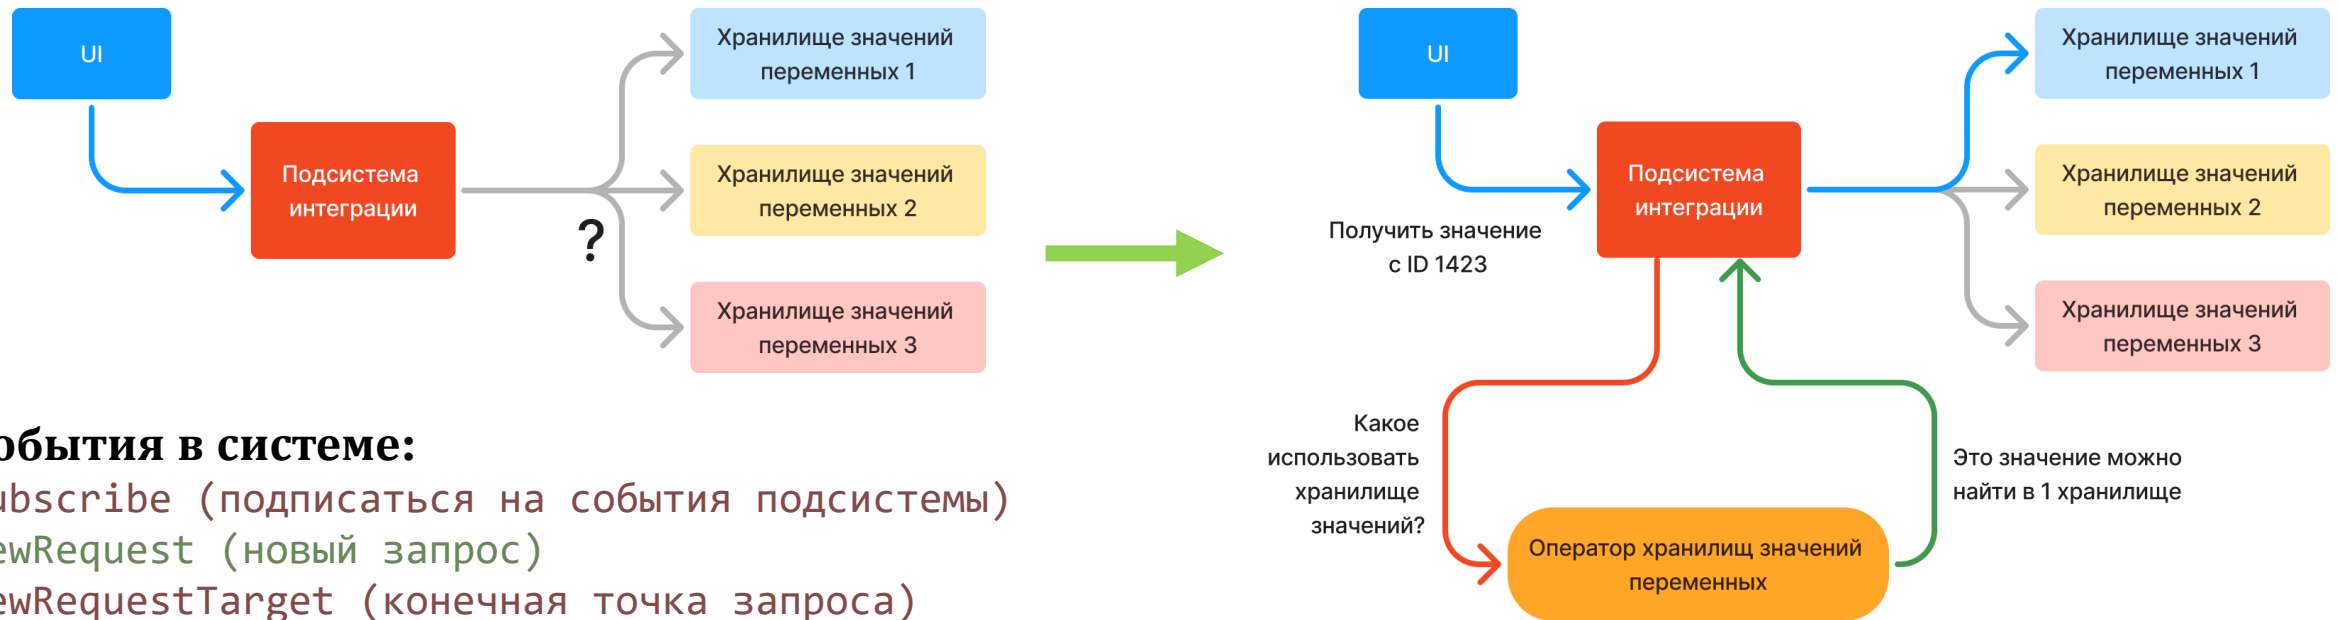 UI
Подсистема
интеграции
?
Хранилище значений
переменных 1
Хранилище значений
переменных 2
Хранилище значений
переменных 3
обытия в системе:
ubscribe (подписаться на события подсистемы)
ewRequest (новый запрос)
ewRequestTarget (конечная точка запроса)
UI
Получить значение
с ID 1423
Подсистема
интеграции
Хранилище значений
переменных 1
Хранилище значений
переменных 2
Хранилище значений
переменных 3
Какое
использовать
хранилище
значений?
Оператор хранилищ значений
переменных
Это значение можно
найти в 1 хранилище